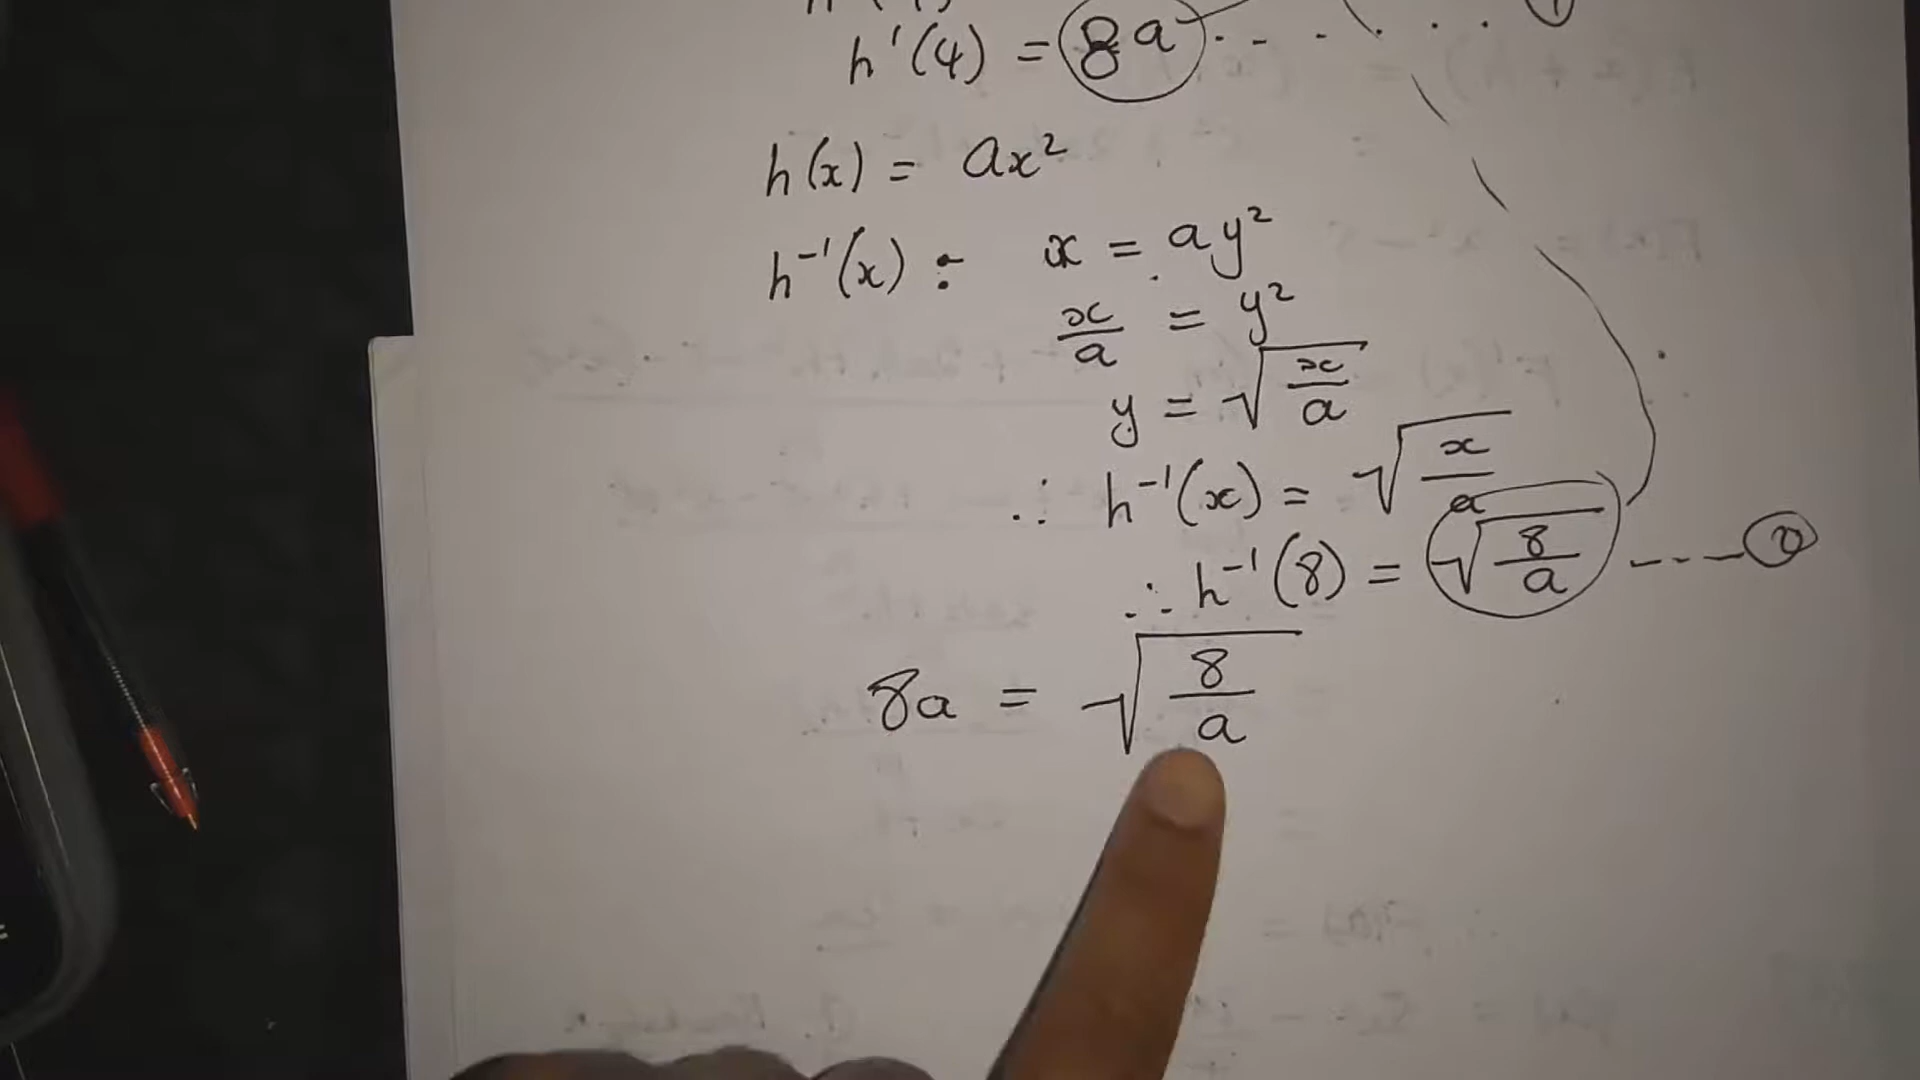 h'(4) = 8a . - - . . . ①
h(x) = ax²
h⁻¹(x) : x = ay²
x/a = y²
y = √(x/a)
∴ h⁻¹(x) = √(x/a)
∴ h⁻¹(8) = √(8/a) ---- ②
8a = √(8/a)